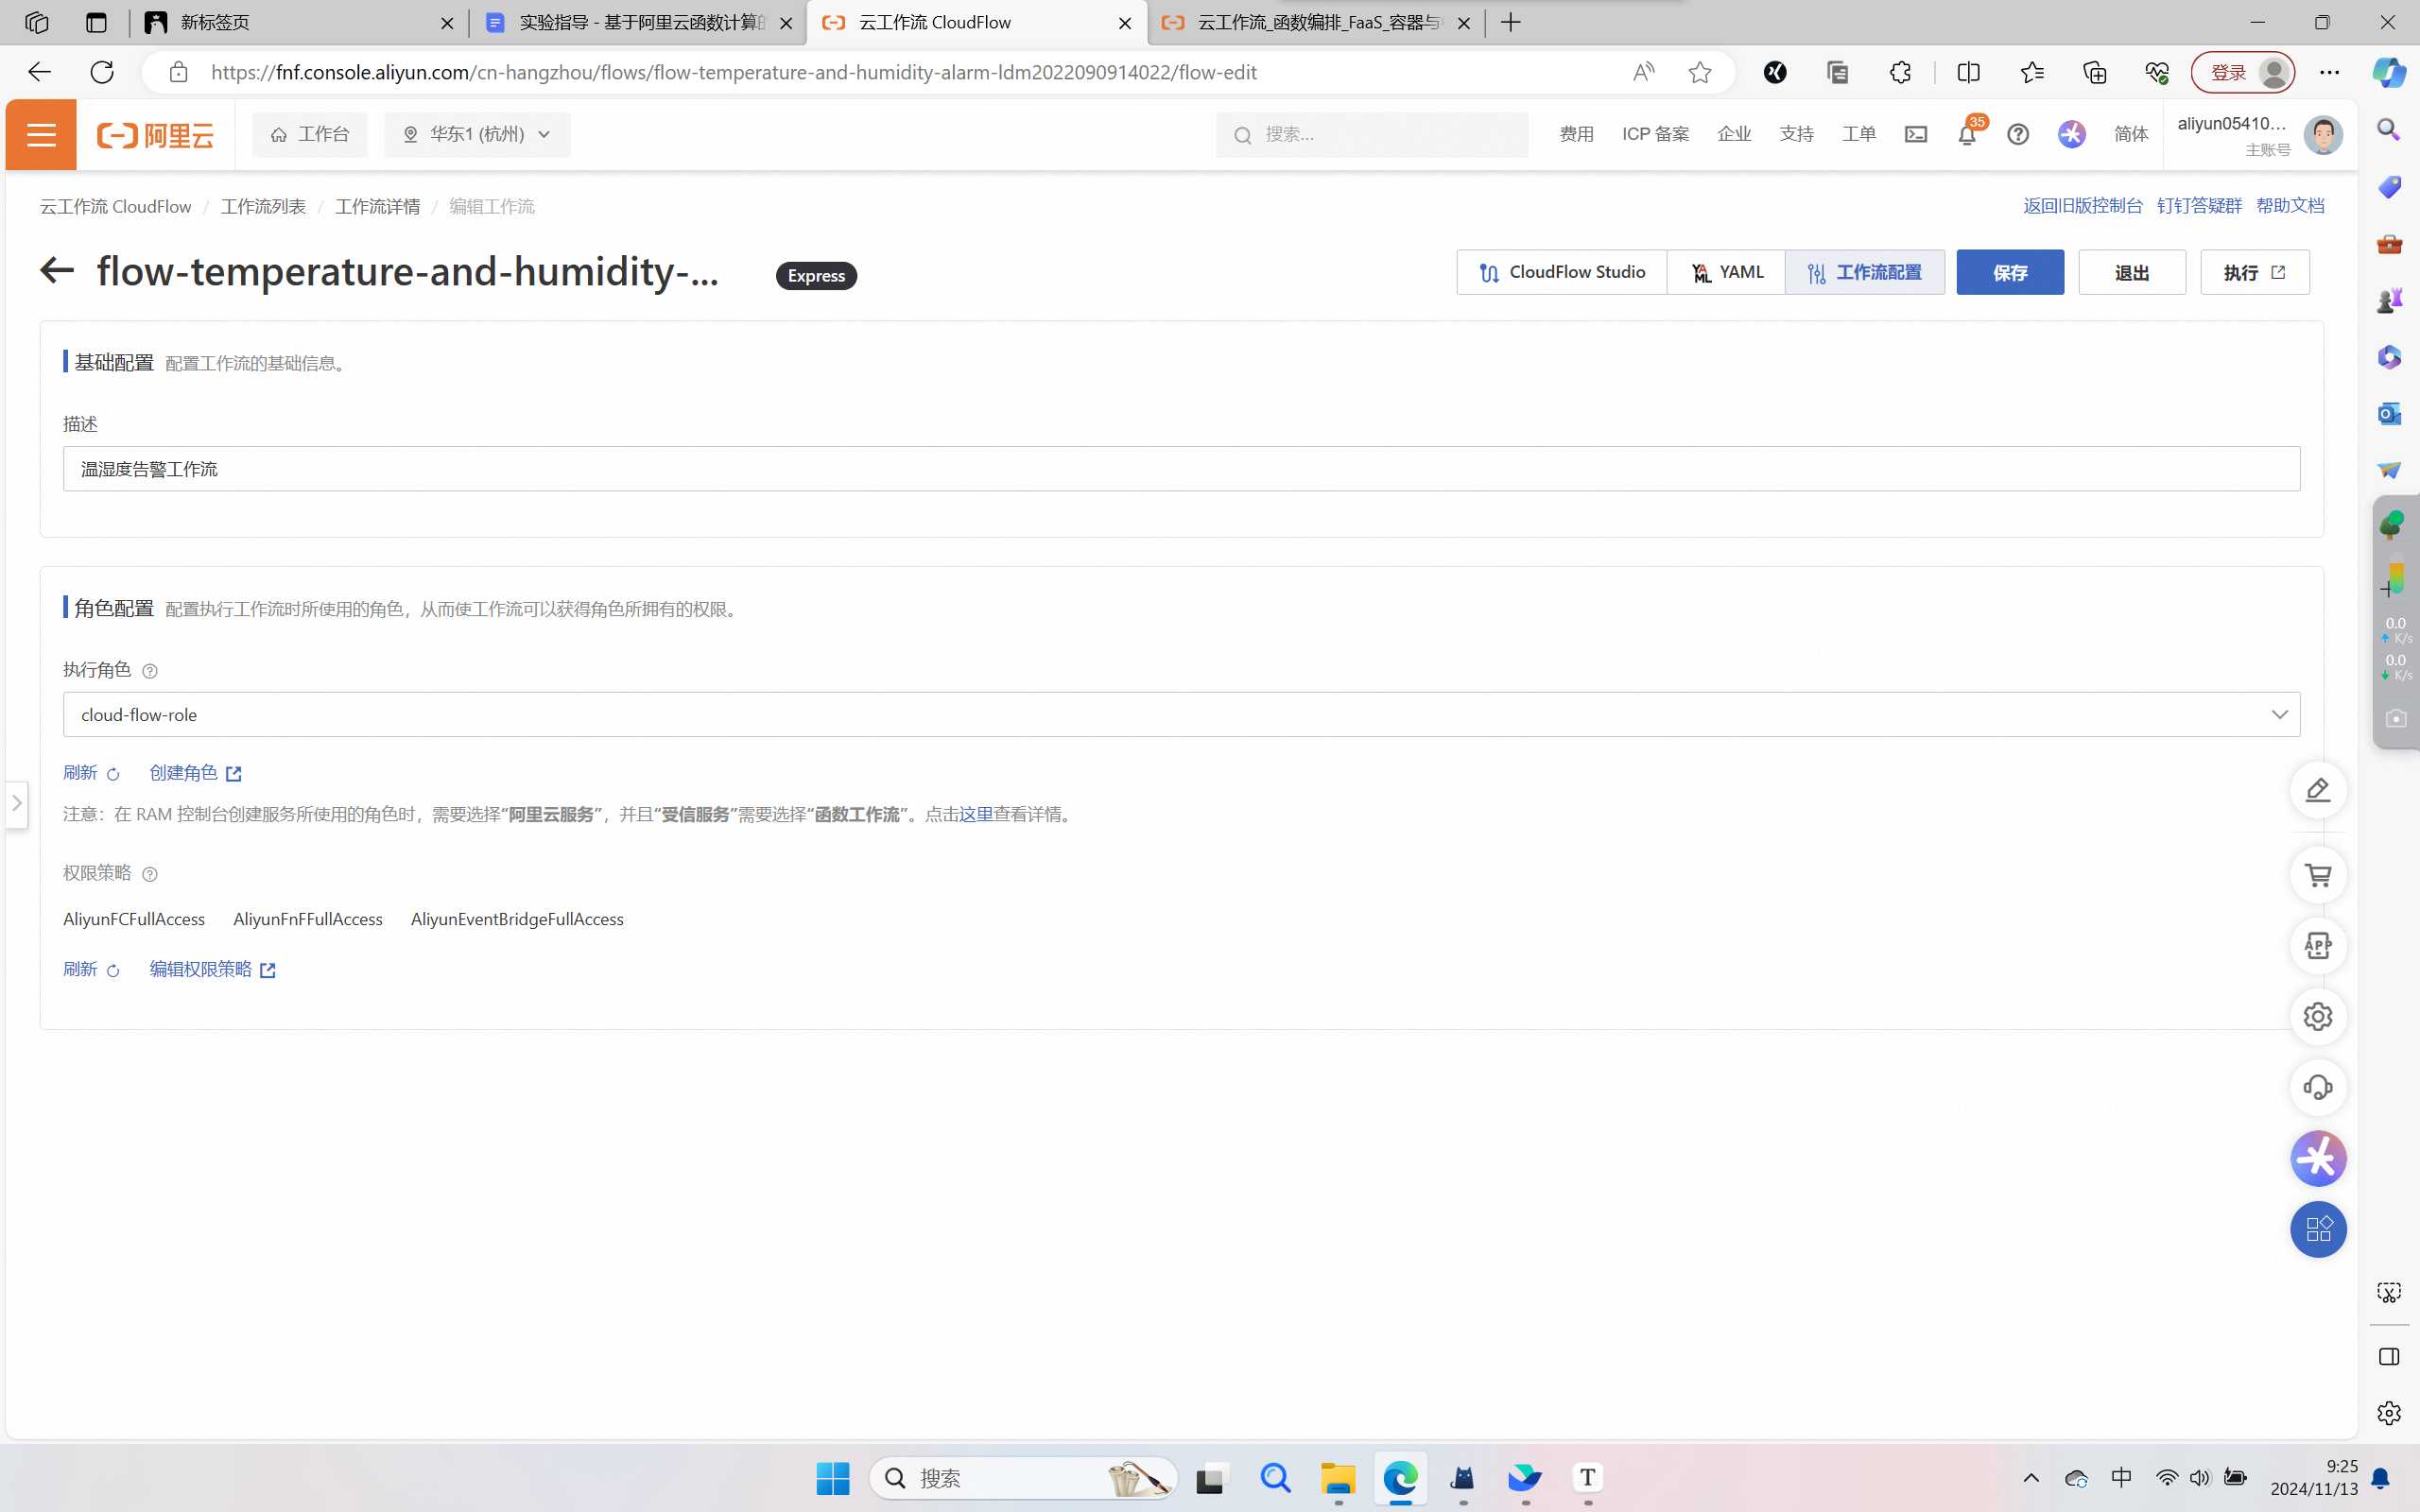 新标签页
实验指导 - 基于阿里云函数计算的
云工作流 CloudFlow
云工作流_函数编排_FaaS_容器与
https://fnf.console.aliyun.com/cn-hangzhou/flows/flow-temperature-and-humidity-alarm-ldm2022090914022/flow-edit
登录
阿里云
工作台
华东1 (杭州)
搜索...
费用
ICP 备案
企业
支持
工单
35
简体
aliyun05410...
主账号
云工作流 CloudFlow / 工作流列表 / 工作流详情 / 编辑工作流
返回旧版控制台 钉钉答疑群 帮助文档
flow-temperature-and-humidity-...
Express
CloudFlow Studio
YAML
YAML
工作流配置
保存
退出
执行
基础配置 配置工作流的基础信息。
描述
温湿度告警工作流
角色配置 配置执行工作流时所使用的角色，从而使工作流可以获得角色所拥有的权限。
执行角色
cloud-flow-role
刷新 创建角色
注意：在 RAM 控制台创建服务所使用的角色时，需要选择“阿里云服务”，并且“受信服务”需要选择“函数工作流”。点击这里查看详情。
权限策略
AliyunFCFullAccess AliyunFnFFullAccess AliyunEventBridgeFullAccess
刷新 编辑权限策略
0.0
K/s
0.0
K/s
APP
搜索
中
9:25
2024/11/13